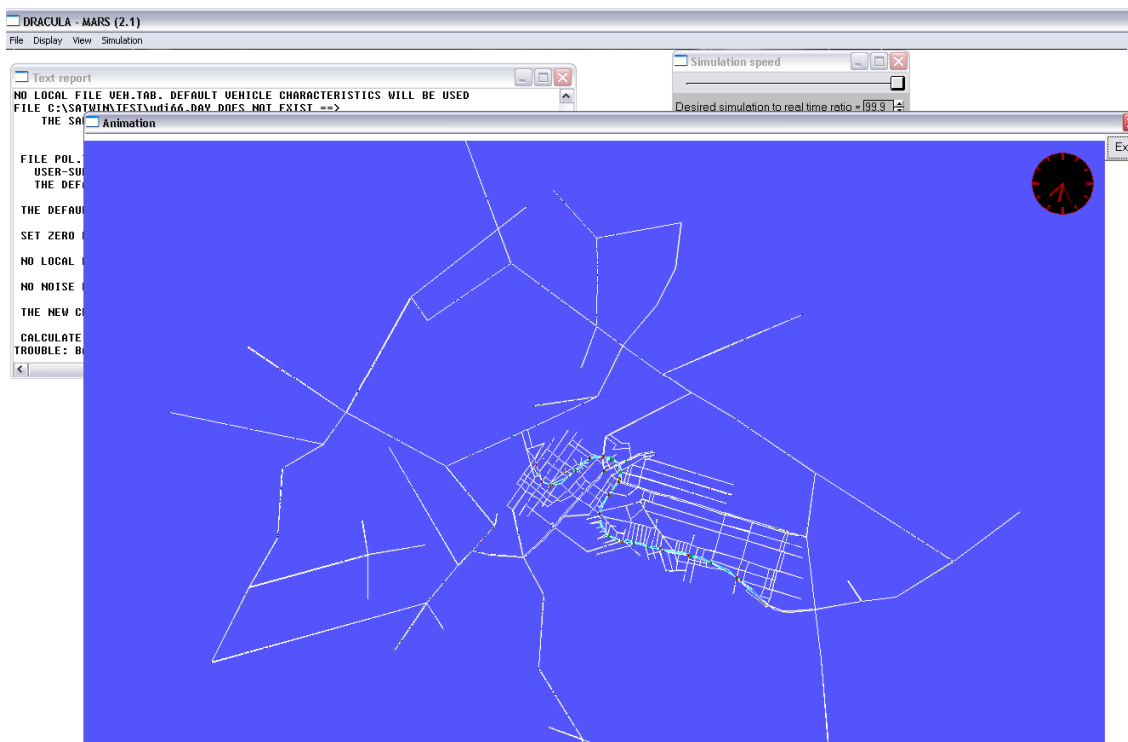 DRACULA - MARS (2.1)
File Display View Simulation
Text report
NO LOCAL FILE VEH.TAB. DEFAULT VEHICLE CHARACTERISTICS WILL BE USED
FILE C:\SATWIN\TEST\udi66.DAY DOES NOT EXIST ==>
THE SA
FILE POL.
USER-SU
THE DEF
THE DEFAU
SET ZERO
NO LOCAL
NO NOISE
THE NEW C
CALCULATE
TROUBLE: B
Simulation speed
Desired simulation to real time ratio = 99.9
Animation
Ex